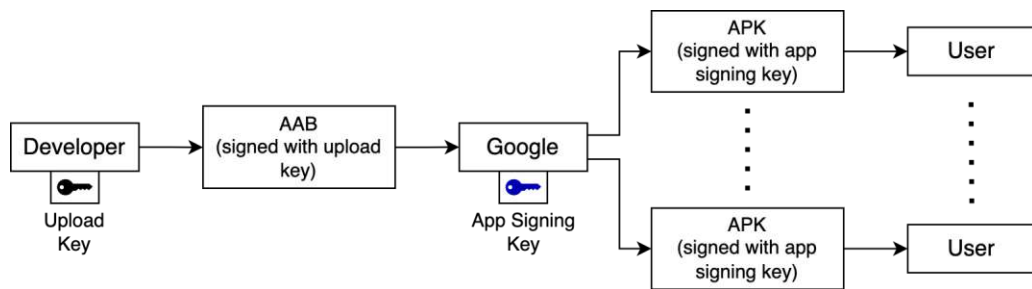 Developer
Upload
Key
AAB
(signed with upload
key)
Google
App Signing
Key
APK
(signed with app
signing key)
User
APK
(signed with app
signing key)
User